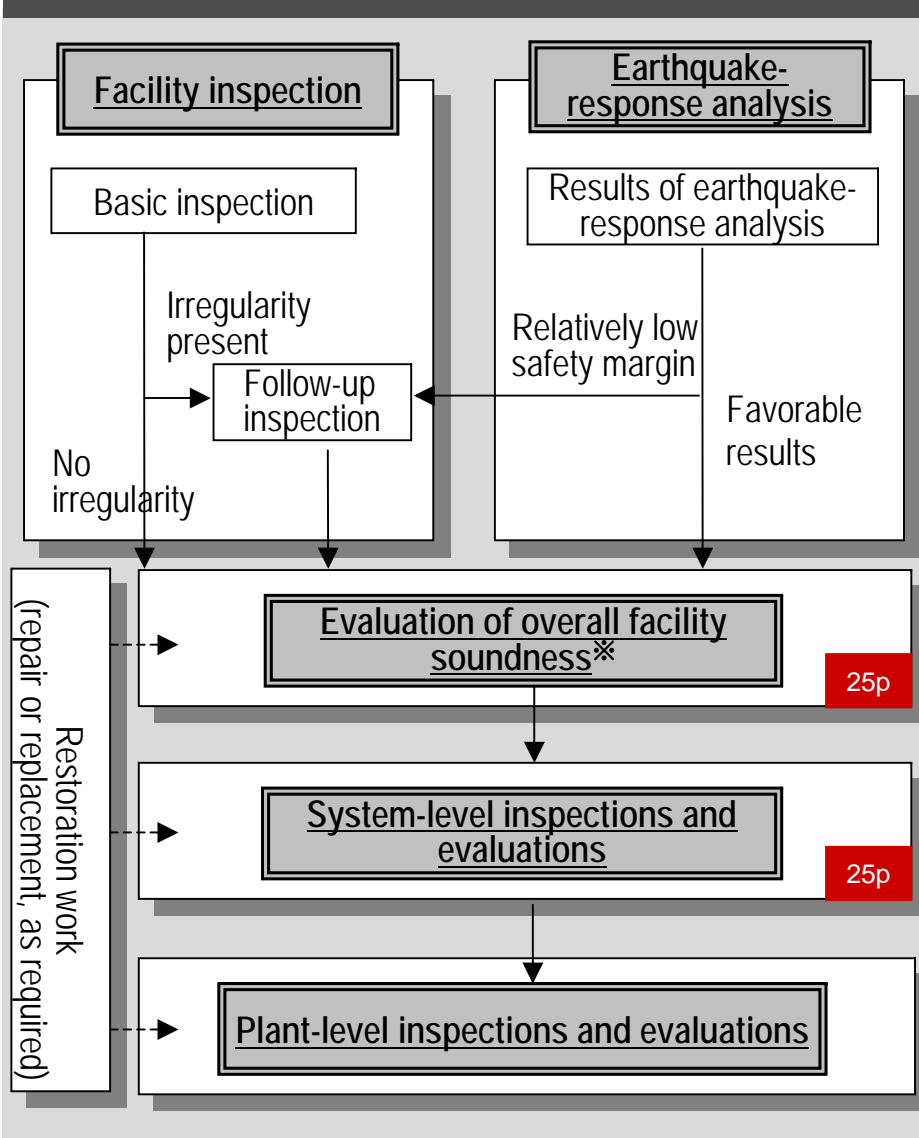 Facility inspection
Earthquake-
response analysis
Basic inspection
Results of earthquake-
response analysis
Irregularity
present
Relatively low
safety margin
Follow-up
inspection
Favorable
results
No
irregularity
Evaluation of overall facility
soundness※
25p
System-level inspections and
evaluations
25p
Plant-level inspections and evaluations
Restoration work
(repair or replacement, as required)